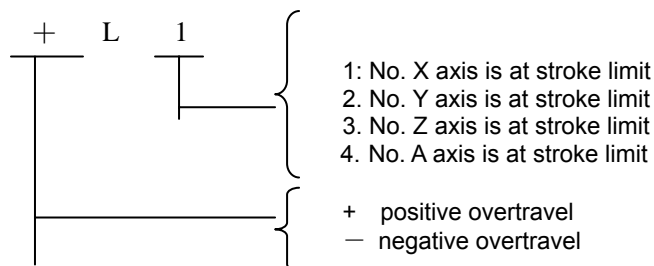 + L 1
1: No. X axis is at stroke limit
2. No. Y axis is at stroke limit
3. No. Z axis is at stroke limit
4. No. A axis is at stroke limit
+ positive overtravel
— negative overtravel